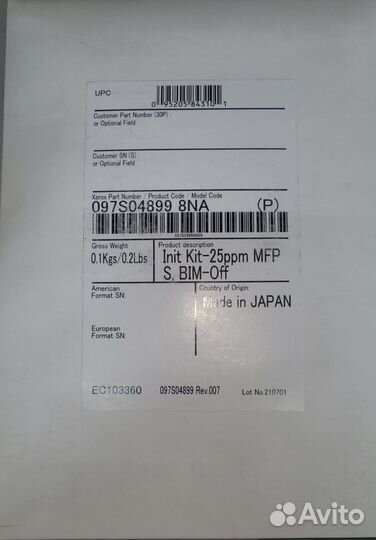 UPC
0 95205 84310 1
Customer Part Number (30P) :
or Optional Field
Customer SN (S) :
or Optional Field
Xerox Part Number / Product Code / Model Code
097S04899 8NA (P)
097S048998NA
Gross Weight
0.1Kgs/0.2Lbs
Product description
Init Kit-25ppm MFP
S, BIM-Off
American
Format SN:
Country of Origin:
Made in JAPAN
European
Format SN:
EC103360
097S04899 Rev.007
Lot No.210701
Avito